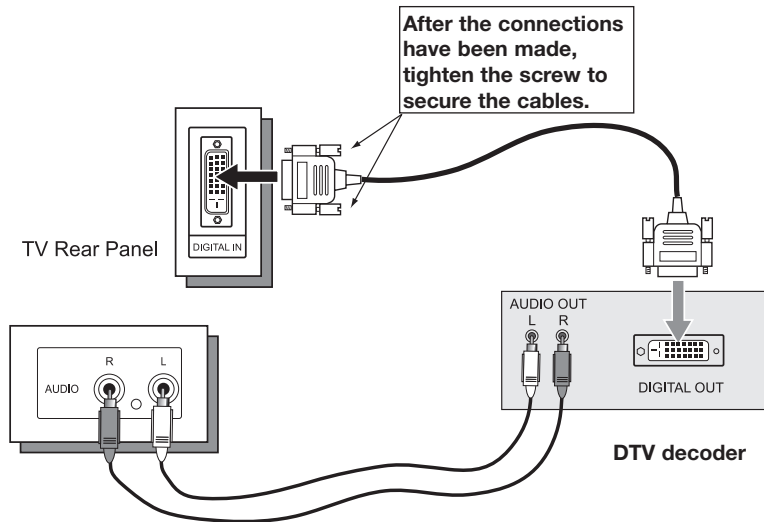 After the connections
have been made,
tighten the screw to
secure the cables.
TV Rear Panel
DIGITAL IN
AUDIO OUT
L R
DIGITAL OUT
R L
AUDIO
DTV decoder